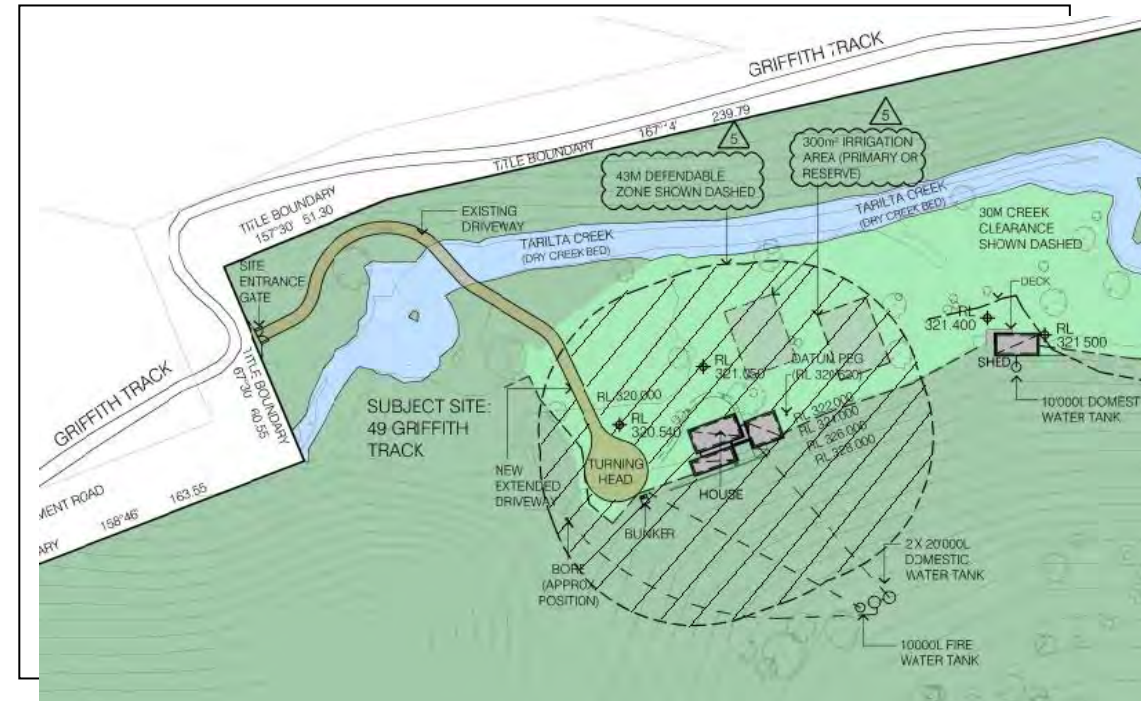 GRIFFITH TRACK
5
5
239.79
167°14'
TITLE BOUNDARY
300m² IRRIGATION
AREA (PRIMARY OR
RESERVE)
43M DEFENDABLE
ZONE SHOWN DASHED
TITLE BOUNDARY
157°30' 51.30
EXISTING
DRIVEWAY
TARILTA CREEK
(DRY CREEK BED)
TARILTA CREEK
(DRY CREEK BED)
30M CREEK
CLEARANCE
SHOWN DASHED
SITE
ENTRANCE
GATE
DECK
RL
321.400
RL
321 500
SHED
10'000L DOMEST
WATER TANK
TITLE BOUNDARY
67°30' 60.55
GRIFFITH TRACK
SUBJECT SITE:
49 GRIFFITH
TRACK
RL
DATUM PEG
RL 320.000
RL
320.540
RL 322.000
RL 324.000
RL 326.000
RL 328.000
TURNING
HEAD
NEW
EXTENDED
DRIVEWAY
HOUSE
BUNKER
MENT ROAD
158°46' 163.55
ARY
BORE
(APPROX
POSITION)
2 X 20'000L
DOMESTIC
WATER TANK
10000L FIRE
WATER TANK